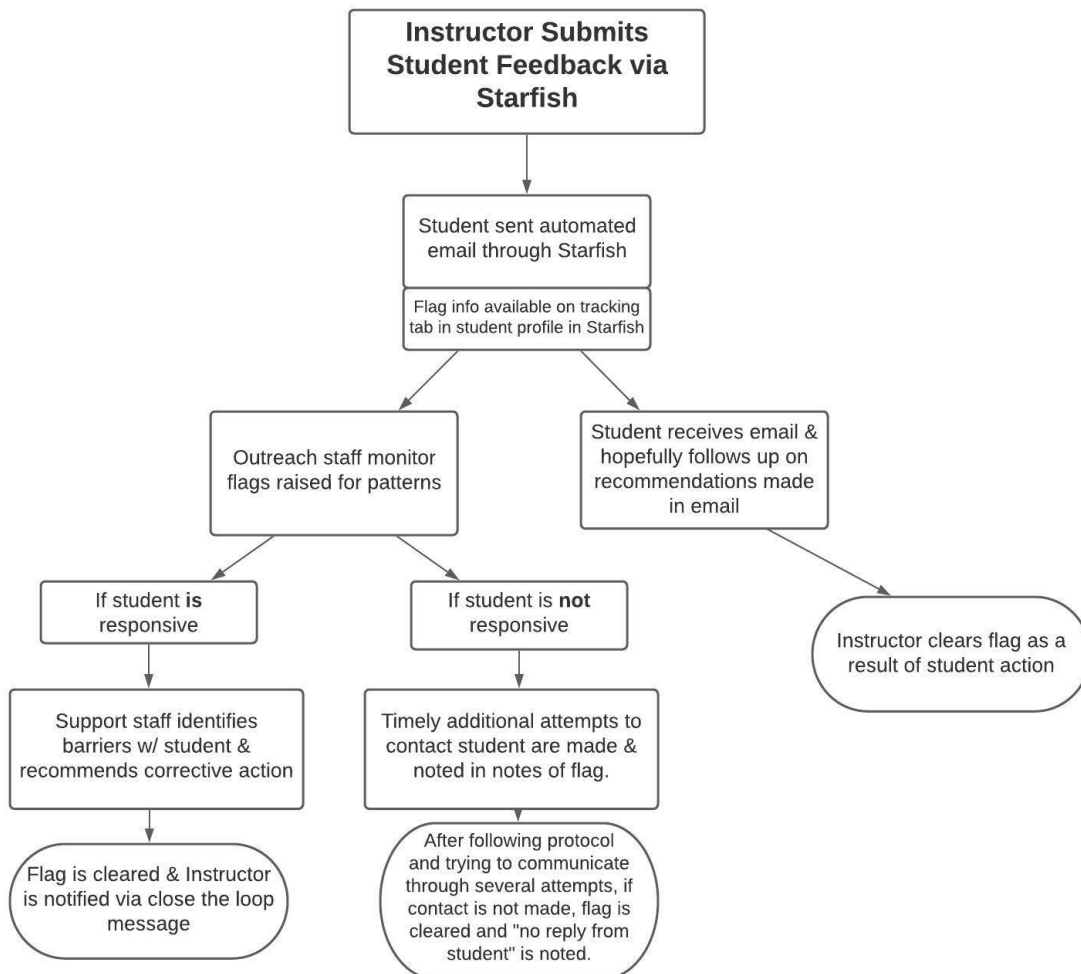 Instructor Submits
Student Feedback via
Starfish
Student sent automated
email through Starfish
Flag info available on tracking
tab in student profile in Starfish
Outreach staff monitor
flags raised for patterns
Student receives email &
hopefully follows up on
recommendations made
in email
If student is
responsive
If student is not
responsive
Instructor clears flag as a
result of student action
Support staff identifies
barriers w/ student &
recommends corrective action
Timely additional attempts to
contact student are made &
noted in notes of flag.
Flag is cleared & Instructor
is notified via close the loop
message
After following protocol
and trying to communicate
through several attempts, if
contact is not made, flag is
cleared and "no reply from
student" is noted.